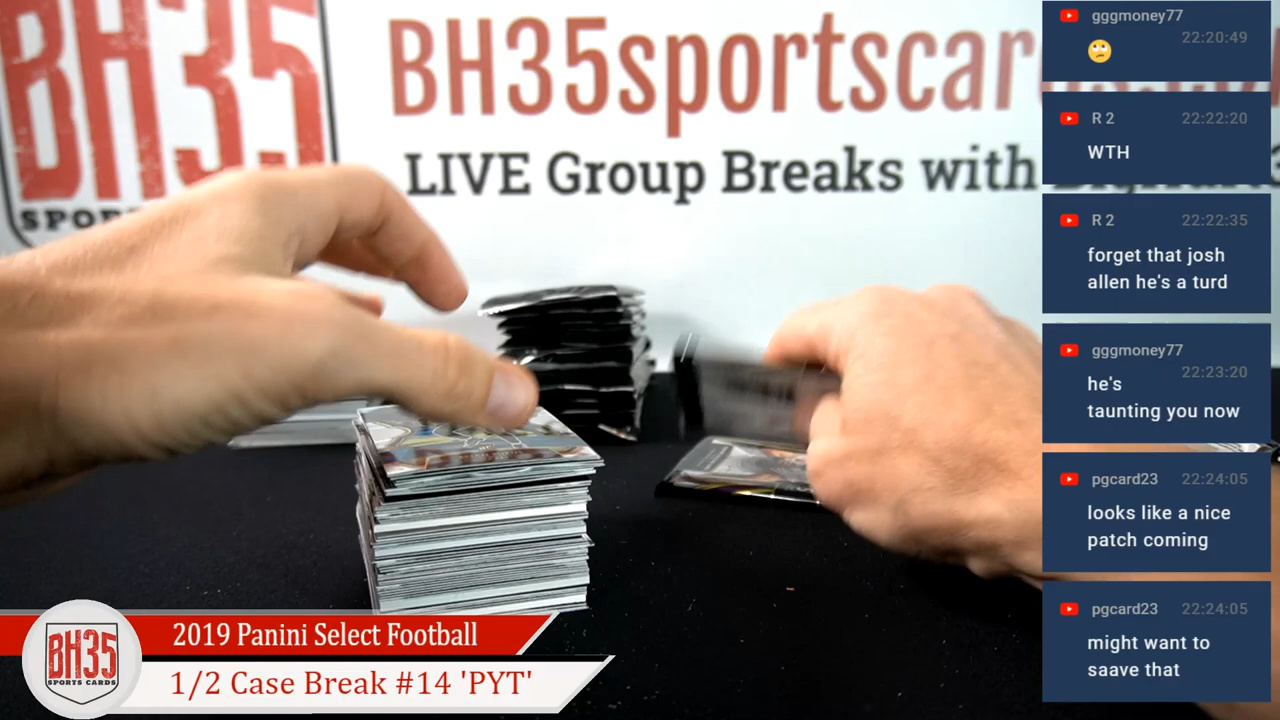 BH35
SPORT
BH35sportscar
LIVE Group Breaks with
gggmoney77
22:20:49
🙄
R 2 22:22:20
WTH
R 2 22:22:35
forget that josh
allen he's a turd
gggmoney77
22:23:20
he's
taunting you now
pgcard23 22:24:05
looks like a nice
patch coming
pgcard23 22:24:05
might want to
saave that
2019 Panini Select Football
1/2 Case Break #14 'PYT'
BH35
SPORTS CARDS